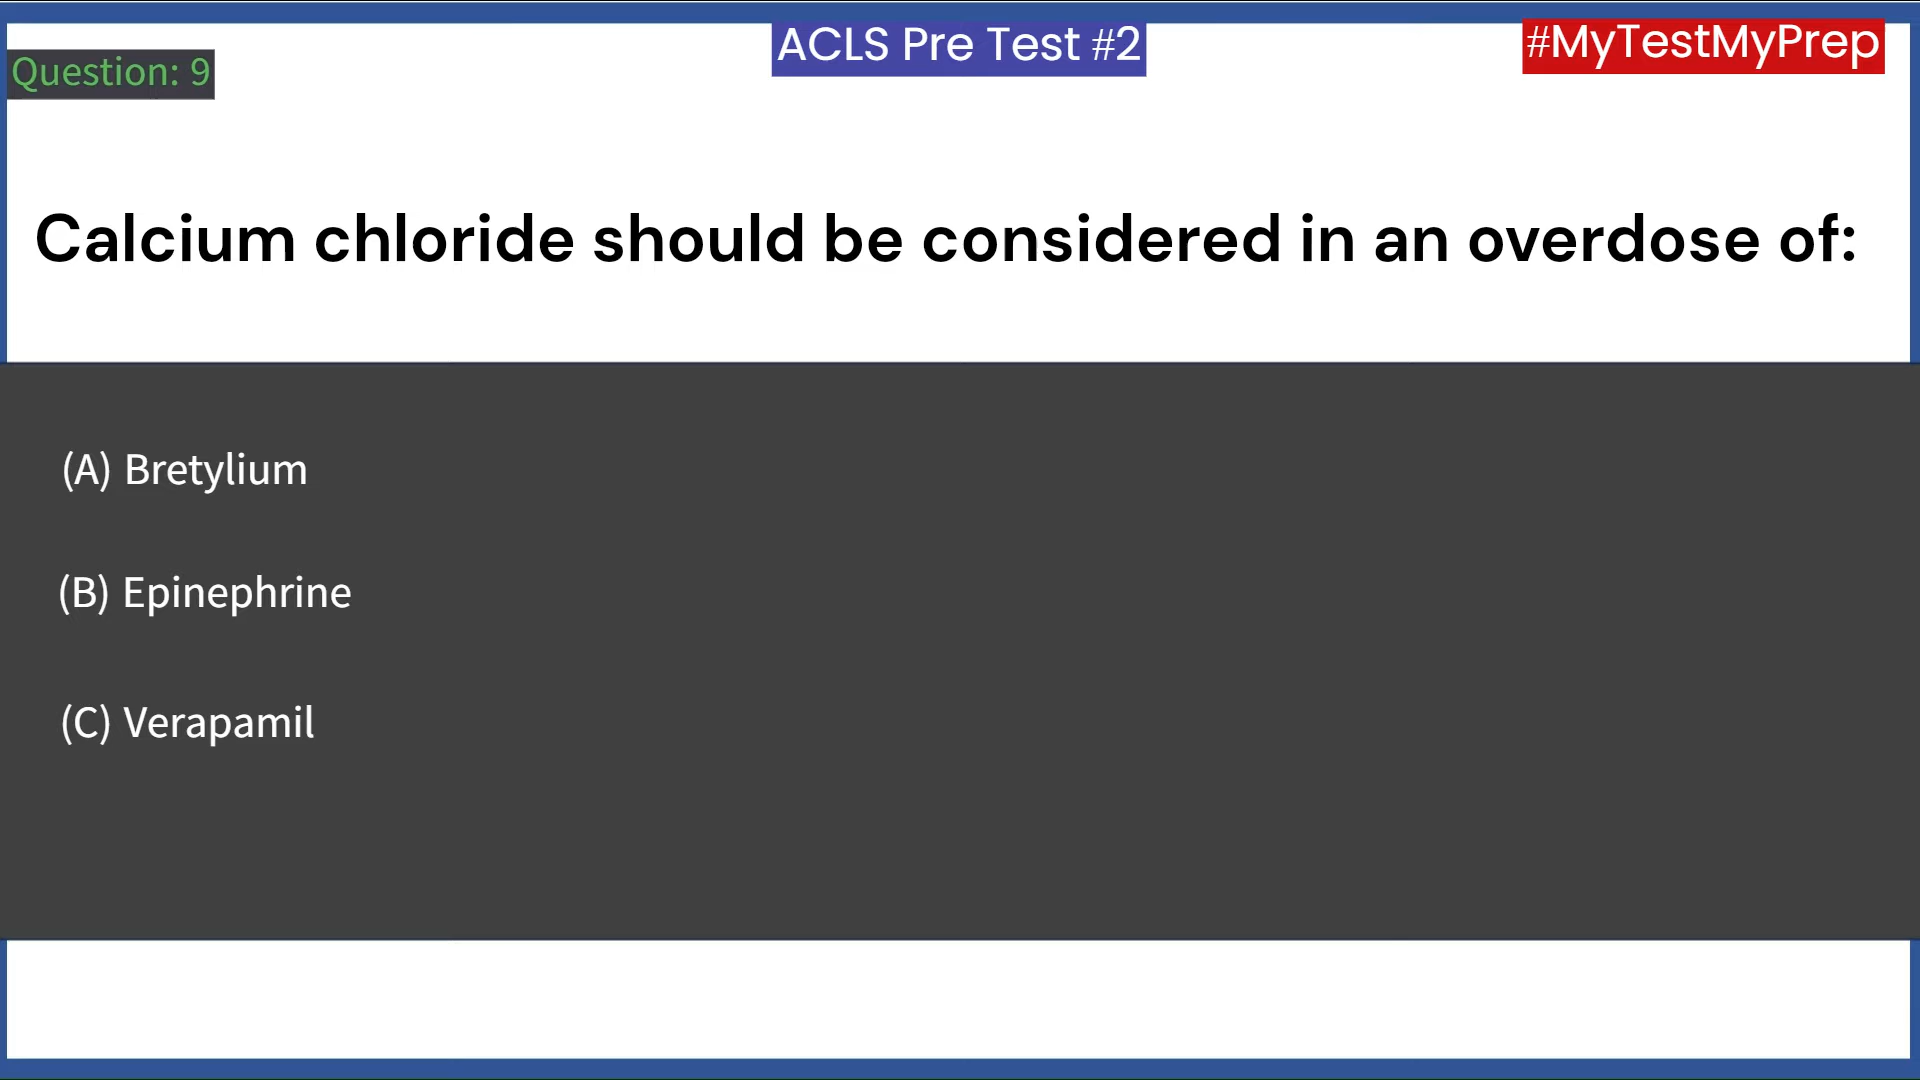 ACLS Pre Test #2
#MyTestMyPrep
Question: 9
Calcium chloride should be considered in an overdose of:
(A) Bretylium
(B) Epinephrine
(C) Verapamil